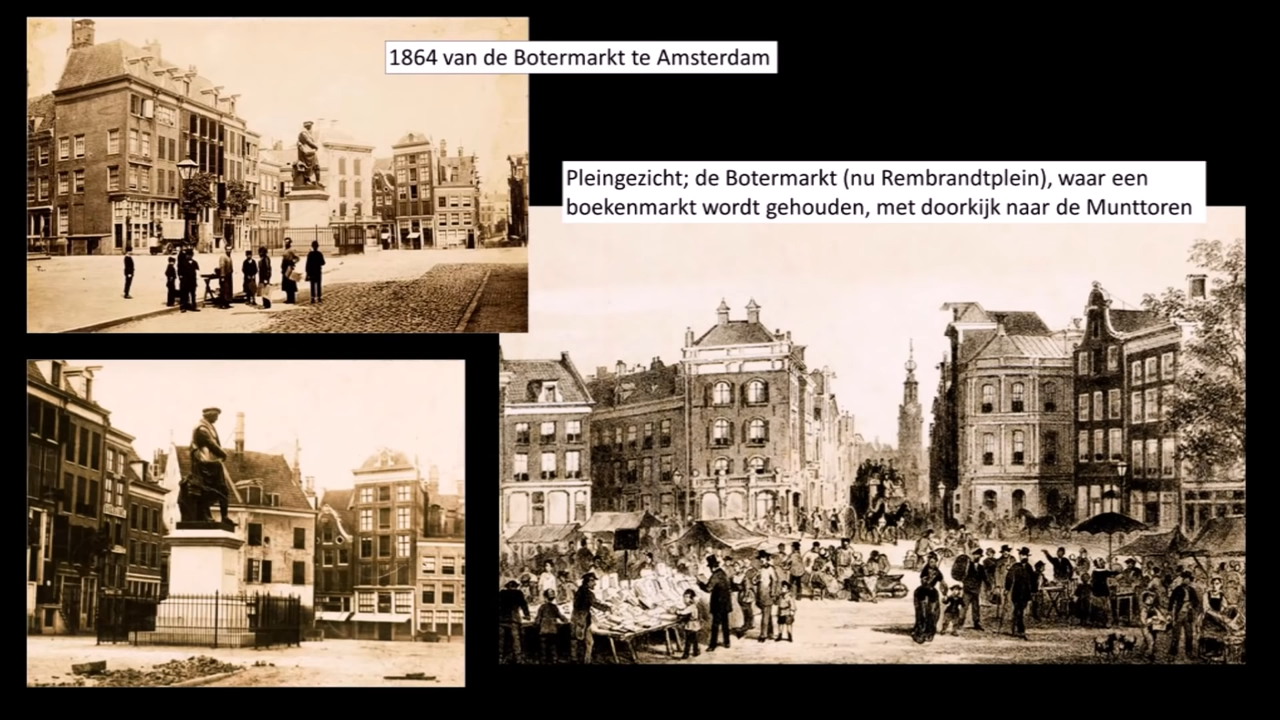 1864 van de Botermarkt te Amsterdam
Pleingezicht; de Botermarkt (nu Rembrandtplein), waar een
boekenmarkt wordt gehouden, met doorkijk naar de Munttoren